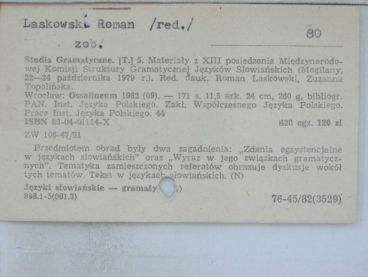 Laskowski Roman /red./
80
zob.
Studia Gramatyczne. [T.] 5. Materiały z XIII posiedzenia Międzynarodo-
wej Komisji Struktury Gramatycznej Języków Słowiańskich (Mogilany,
22—24 października 1979 r.). Red. nauk. Roman Laskowski, Zuzanna
Topolińska.
Wrocław: Ossolineum 1982 (09). — 171 s. 11,5 ark. 24 cm, 260 g, bibliogr.
PAN. Inst. Języka Polskiego. Zakł. Współczesnego Języka Polskiego.
Prace Inst. Języka Polskiego. 44
ISBN 83-04-01114-X 420 egz. 120 zł
ZW 106-47/81
Przedmiotem obrad były dwa zagadnienia: „Zdania egzystencjalne
w językach słowiańskich” oraz „Wyraz w jego związkach gramatycz-
nych”. Tematyka zamieszczonych referatów obrazuje dyskusje wokół
tych tematów. Tekst w językach słowiańskich. (N)
Języki słowiańskie — gramatyka
808.1-5(061.3) 76-45/82(3529)